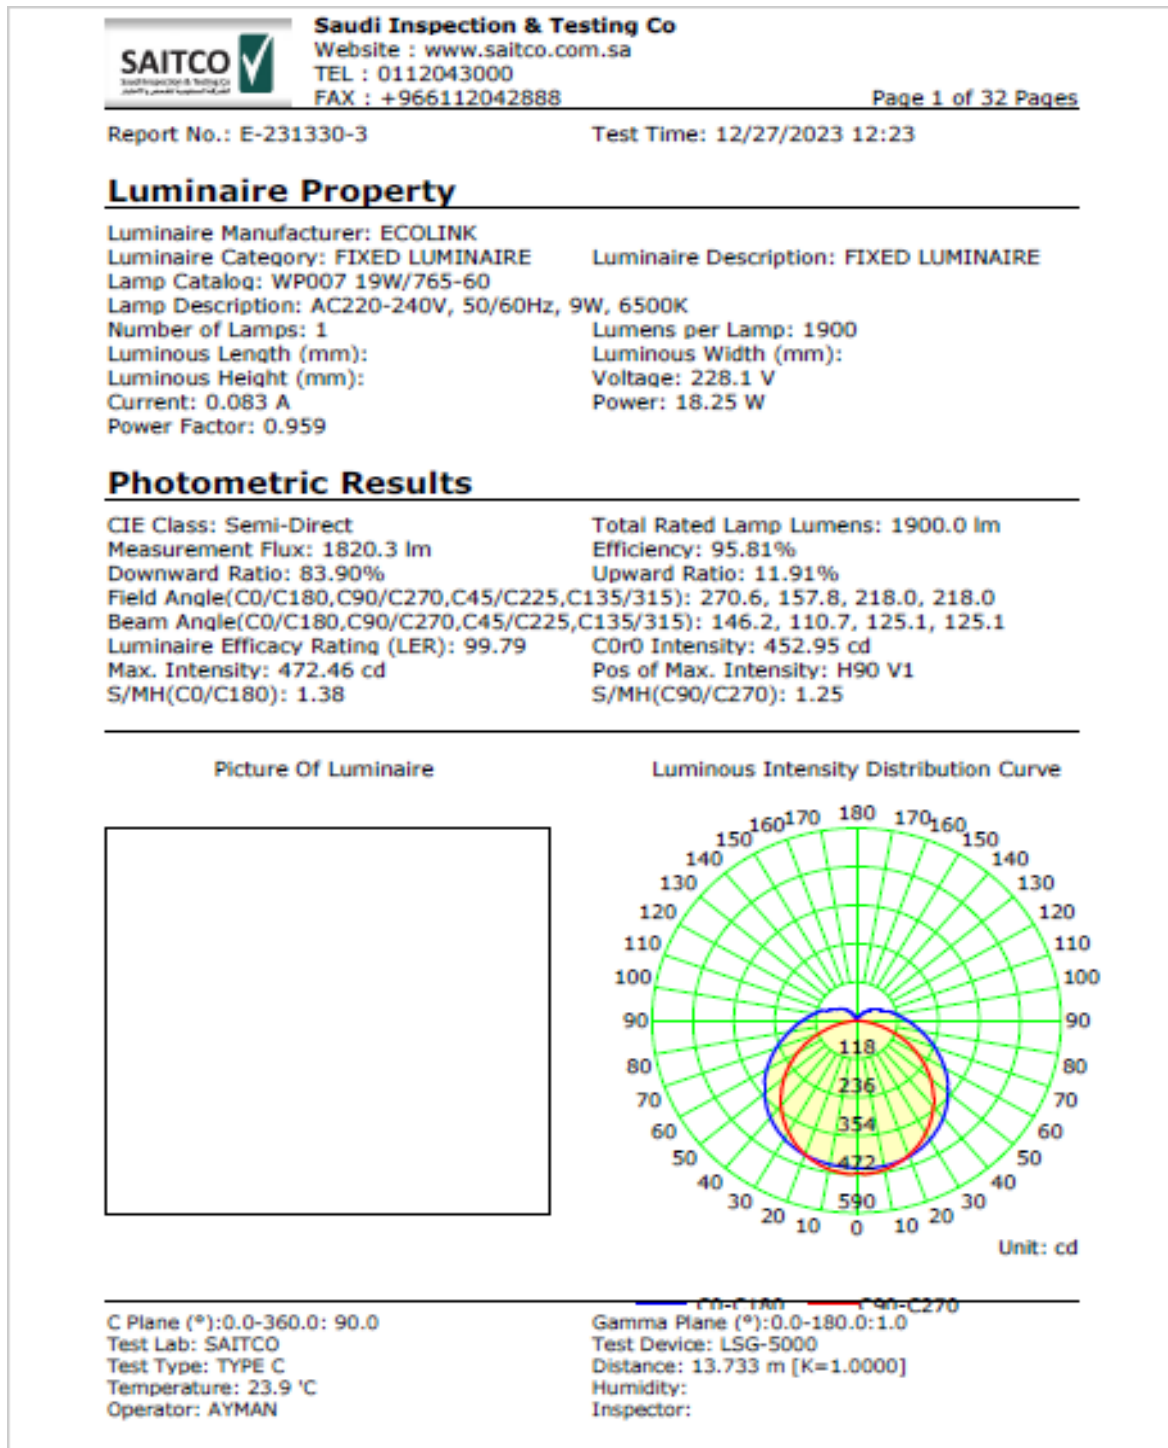 SAITCO
Saudi Inspection & Testing Co
Saudi Inspection & Testing Co
Website : www.saitco.com.sa
TEL : 0112043000
FAX : +966112042888
Page 1 of 32 Pages
Report No.: E-231330-3 Test Time: 12/27/2023 12:23
Luminaire Property
Luminaire Manufacturer: ECOLINK
Luminaire Category: FIXED LUMINAIRE Luminaire Description: FIXED LUMINAIRE
Lamp Catalog: WP007 19W/765-60
Lamp Description: AC220-240V, 50/60Hz, 9W, 6500K
Number of Lamps: 1 Lumens per Lamp: 1900
Luminous Length (mm): Luminous Width (mm):
Luminous Height (mm): Voltage: 228.1 V
Current: 0.083 A Power: 18.25 W
Power Factor: 0.959
Photometric Results
CIE Class: Semi-Direct Total Rated Lamp Lumens: 1900.0 lm
Measurement Flux: 1820.3 lm Efficiency: 95.81%
Downward Ratio: 83.90% Upward Ratio: 11.91%
Field Angle(C0/C180,C90/C270,C45/C225,C135/315): 270.6, 157.8, 218.0, 218.0
Beam Angle(C0/C180,C90/C270,C45/C225,C135/315): 146.2, 110.7, 125.1, 125.1
Luminaire Efficacy Rating (LER): 99.79 C0r0 Intensity: 452.95 cd
Max. Intensity: 472.46 cd Pos of Max. Intensity: H90 V1
S/MH(C0/C180): 1.38 S/MH(C90/C270): 1.25
Picture Of Luminaire Luminous Intensity Distribution Curve
150 160 170 180 170 160 150
140 140
130 130
120 120
110 110
100 100
90 90
118
80 80
236
70 70
354
60 60
472
50 50
40 40
30 590 30
20 10 0 10 20
Unit: cd
C0-C180 C90-C270
C Plane (°):0.0-360.0: 90.0 Gamma Plane (°):0.0-180.0:1.0
Test Lab: SAITCO Test Device: LSG-5000
Test Type: TYPE C Distance: 13.733 m [K=1.0000]
Temperature: 23.9 'C Humidity:
Operator: AYMAN Inspector: